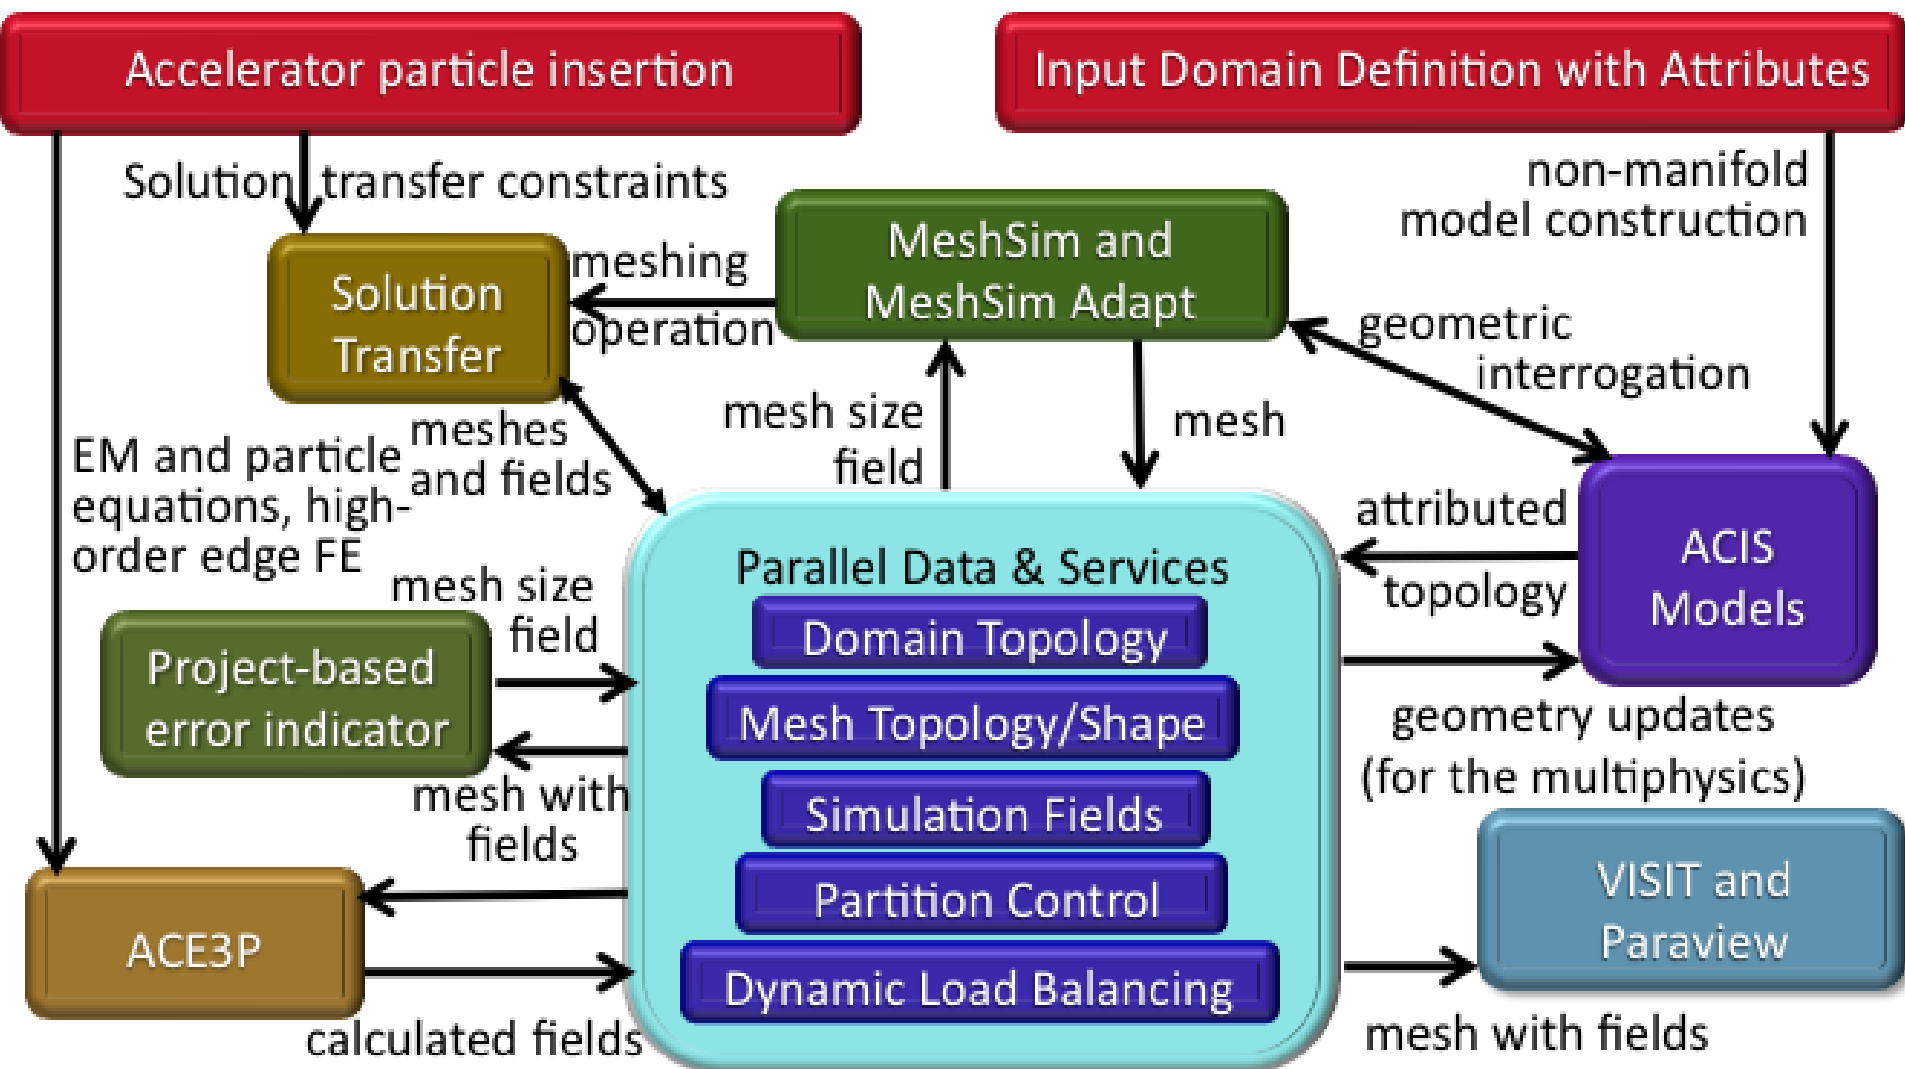 Accelerator particle insertion
Input Domain Definition with Attributes
Solution transfer constraints
non-manifold
model construction
MeshSim and
MeshSim Adapt
meshing
operation
Solution
Transfer
geometric
interrogation
mesh size
field
mesh
meshes
and fields
EM and particle
equations, high-
order edge FE
attributed
topology
ACIS
Models
Parallel Data & Services
Domain Topology
Mesh Topology/Shape
Simulation Fields
Partition Control
Dynamic Load Balancing
mesh size
field
Project-based
error indicator
mesh with
fields
geometry updates
(for the multiphysics)
VISIT and
Paraview
ACE3P
calculated fields
mesh with fields